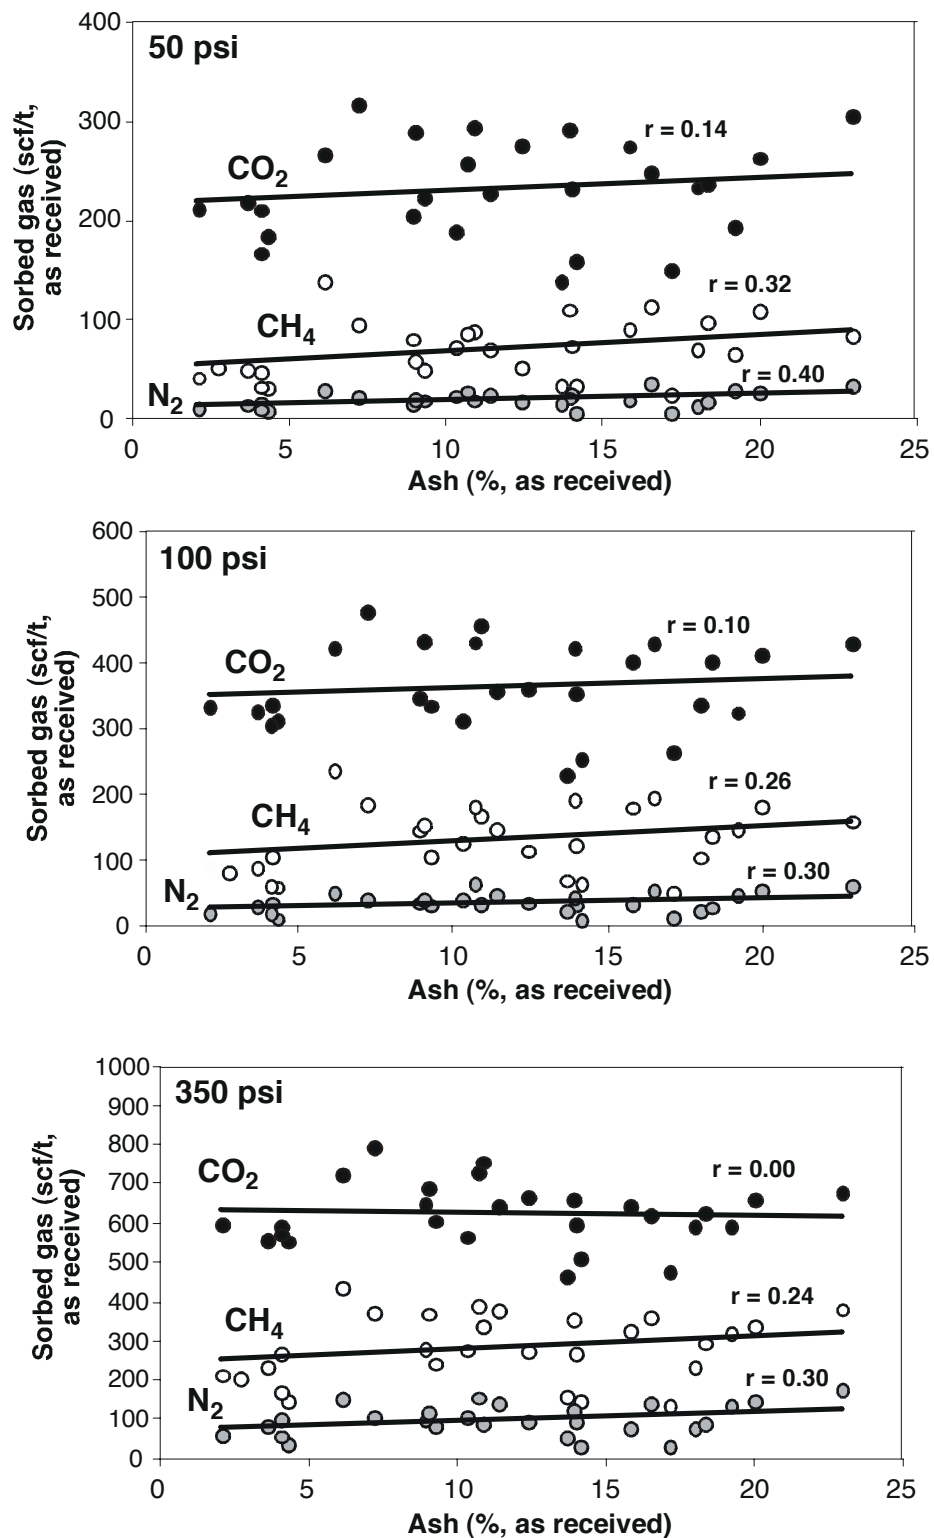 400
50 psi
300
r = 0.14
CO2
200
Sorbed gas (scf/t,
as received)
r = 0.32
100
CH4
r = 0.40
N2
0
0 5 10 15 20 25
Ash (%, as received)
600
100 psi
500
r = 0.10
400
CO2
300
Sorbed gas (scf/t,
as received)
r = 0.26
200
CH4
100
r = 0.30
N2
0
0 5 10 15 20 25
Ash (%, as received)
1000
350 psi
900
800
CO2
r = 0.00
700
600
Sorbed gas (scf/t,
as received)
500
400
r = 0.24
CH4
300
200
r = 0.30
N2
100
0
0 5 10 15 20 25
Ash (%, as received)